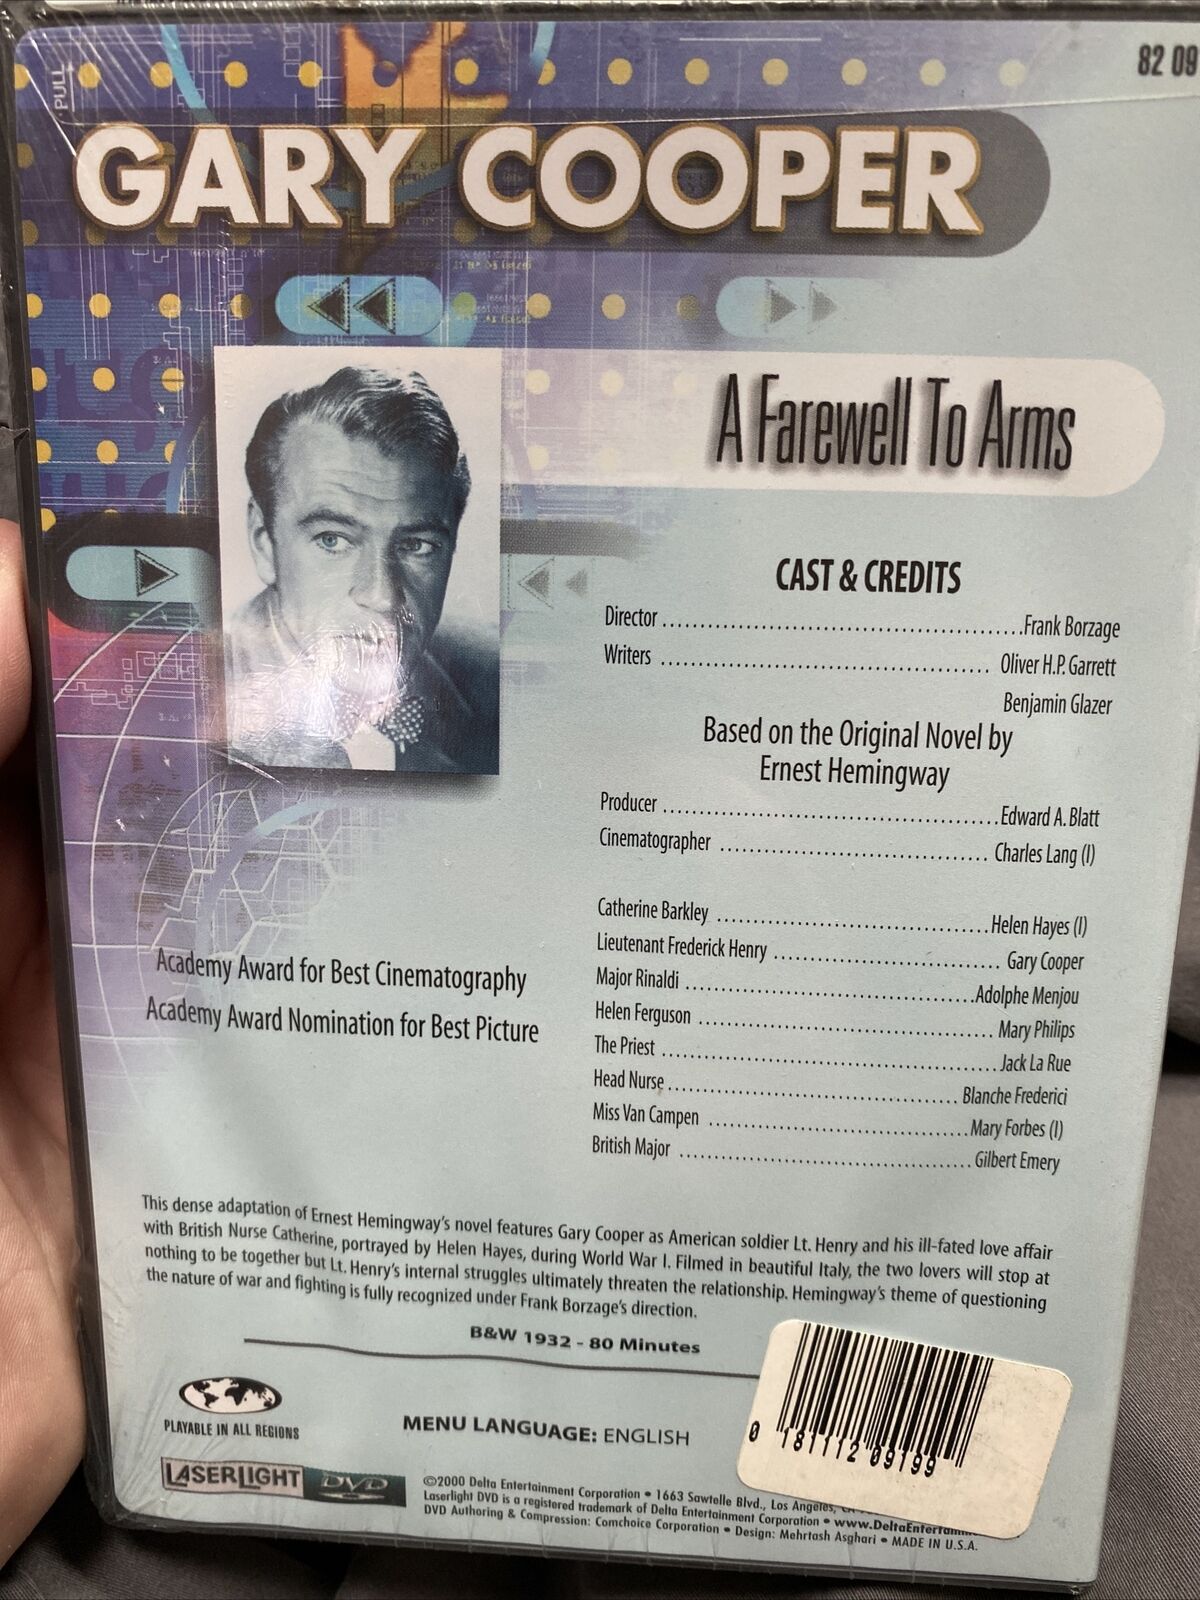 82 09
PULL
GARY COOPER
A Farewell To Arms
CAST & CREDITS
Director ................................................Frank Borzage
Writers ............................................ Oliver H.P. Garrett
Benjamin Glazer
Based on the Original Novel by
Ernest Hemingway
Producer ............................................Edward A. Blatt
Cinematographer ................................... Charles Lang (I)
Catherine Barkley ....................................Helen Hayes (I)
Lieutenant Frederick Henry .............................. Gary Cooper
Major Rinaldi ......................................Adolphe Menjou
Helen Ferguson ....................................... Mary Philips
The Priest ............................................Jack La Rue
Head Nurse...................................... Blanche Frederici
Miss Van Campen ..................................Mary Forbes (I)
British Major ...................................... Gilbert Emery
Academy Award for Best Cinematography
Academy Award Nomination for Best Picture
This dense adaptation of Ernest Hemingway's novel features Gary Cooper as American soldier Lt. Henry and his ill-fated love affair
with British Nurse Catherine, portrayed by Helen Hayes, during World War I. Filmed in beautiful Italy, the two lovers will stop at
nothing to be together but Lt. Henry's internal struggles ultimately threaten the relationship. Hemingway's theme of questioning
the nature of war and fighting is fully recognized under Frank Borzage's direction.
B&W 1932 - 80 Minutes
PLAYABLE IN ALL REGIONS
MENU LANGUAGE: ENGLISH
0 181112 09199
LASERLIGHT DVD
©2000 Delta Entertainment Corporation • 1663 Sawtelle Blvd., Los Angeles,
Laserlight DVD is a registered trademark of Delta Entertainment Corporation • www.DeltaEntertainm
DVD Authoring & Compression: Comchoice Corporation • Design: Mehrtash Asghari • MADE IN U.S.A.